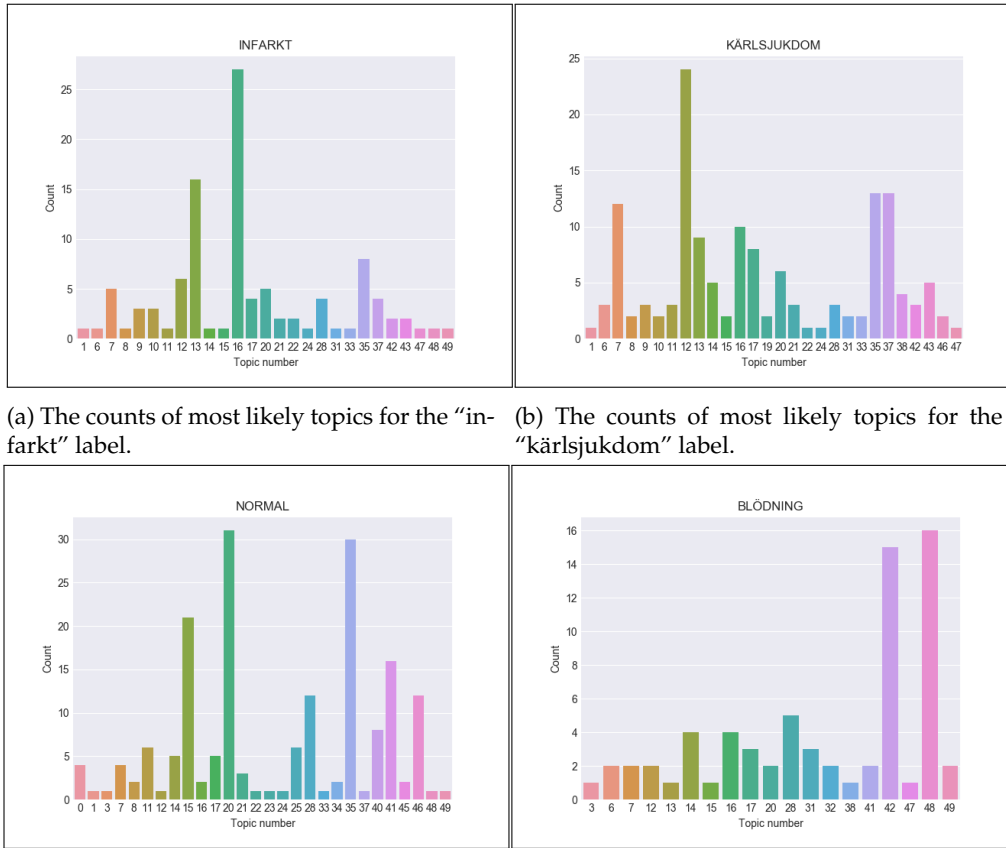 INFARKT
25
20
15
10
5
0
Count
1 6 7 8 9 10 11 12 13 14 15 16 17 20 21 22 24 28 31 33 35 37 42 43 47 48 49
Topic number
KÄRLSJUKDOM
25
20
15
10
5
0
Count
1 6 7 8 9 10 11 12 13 14 15 16 17 19 20 21 22 24 28 31 33 35 37 38 42 43 46 47
Topic number
(a) The counts of most likely topics for the “in-
farkt” label.
(b) The counts of most likely topics for the
“kärlsjukdom” label.
NORMAL
30
25
20
15
10
5
0
Count
0 1 3 7 8 11 12 14 15 16 17 20 21 22 23 24 25 28 33 34 35 37 40 41 45 46 48 49
Topic number
BLÖDNING
16
14
12
10
8
6
4
2
0
Count
3 6 7 12 13 14 15 16 17 20 28 31 32 38 41 42 47 48 49
Topic number